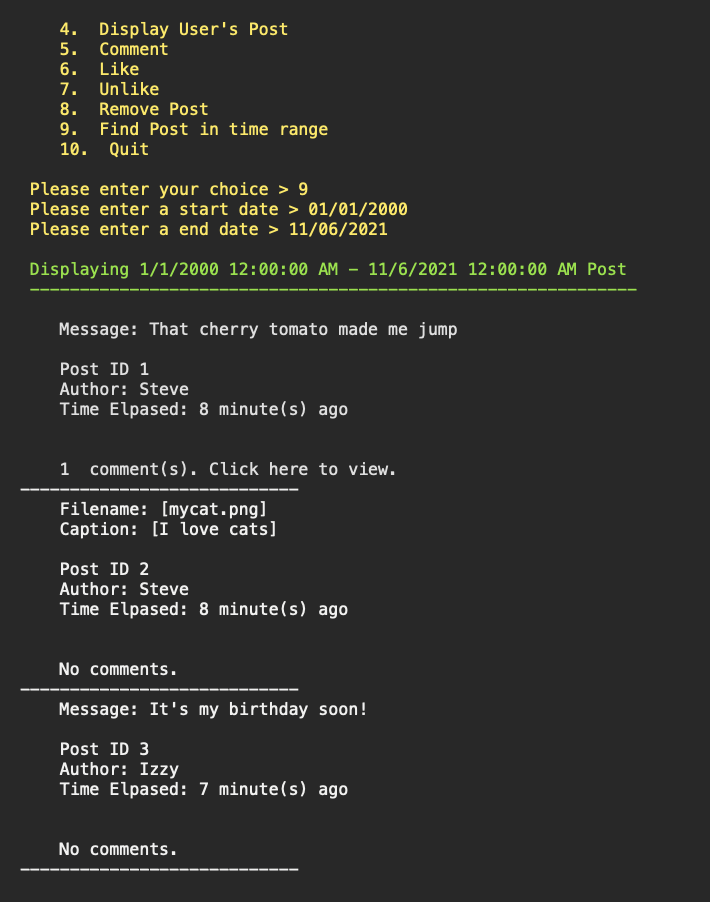 4.  Display User's Post
5.  Comment
6.  Like
7.  Unlike
8.  Remove Post
9.  Find Post in time range
10.  Quit
Please enter your choice > 9
Please enter a start date > 01/01/2000
Please enter a end date > 11/06/2021
Displaying 1/1/2000 12:00:00 AM - 11/6/2021 12:00:00 AM Post
-------------------------------------------------------------
Message: That cherry tomato made me jump
Post ID 1
Author: Steve
Time Elpased: 8 minute(s) ago
1  comment(s). Click here to view.
----------------------------
Filename: [mycat.png]
Caption: [I love cats]
Post ID 2
Author: Steve
Time Elpased: 8 minute(s) ago
No comments.
----------------------------
Message: It's my birthday soon!
Post ID 3
Author: Izzy
Time Elpased: 7 minute(s) ago
No comments.
----------------------------